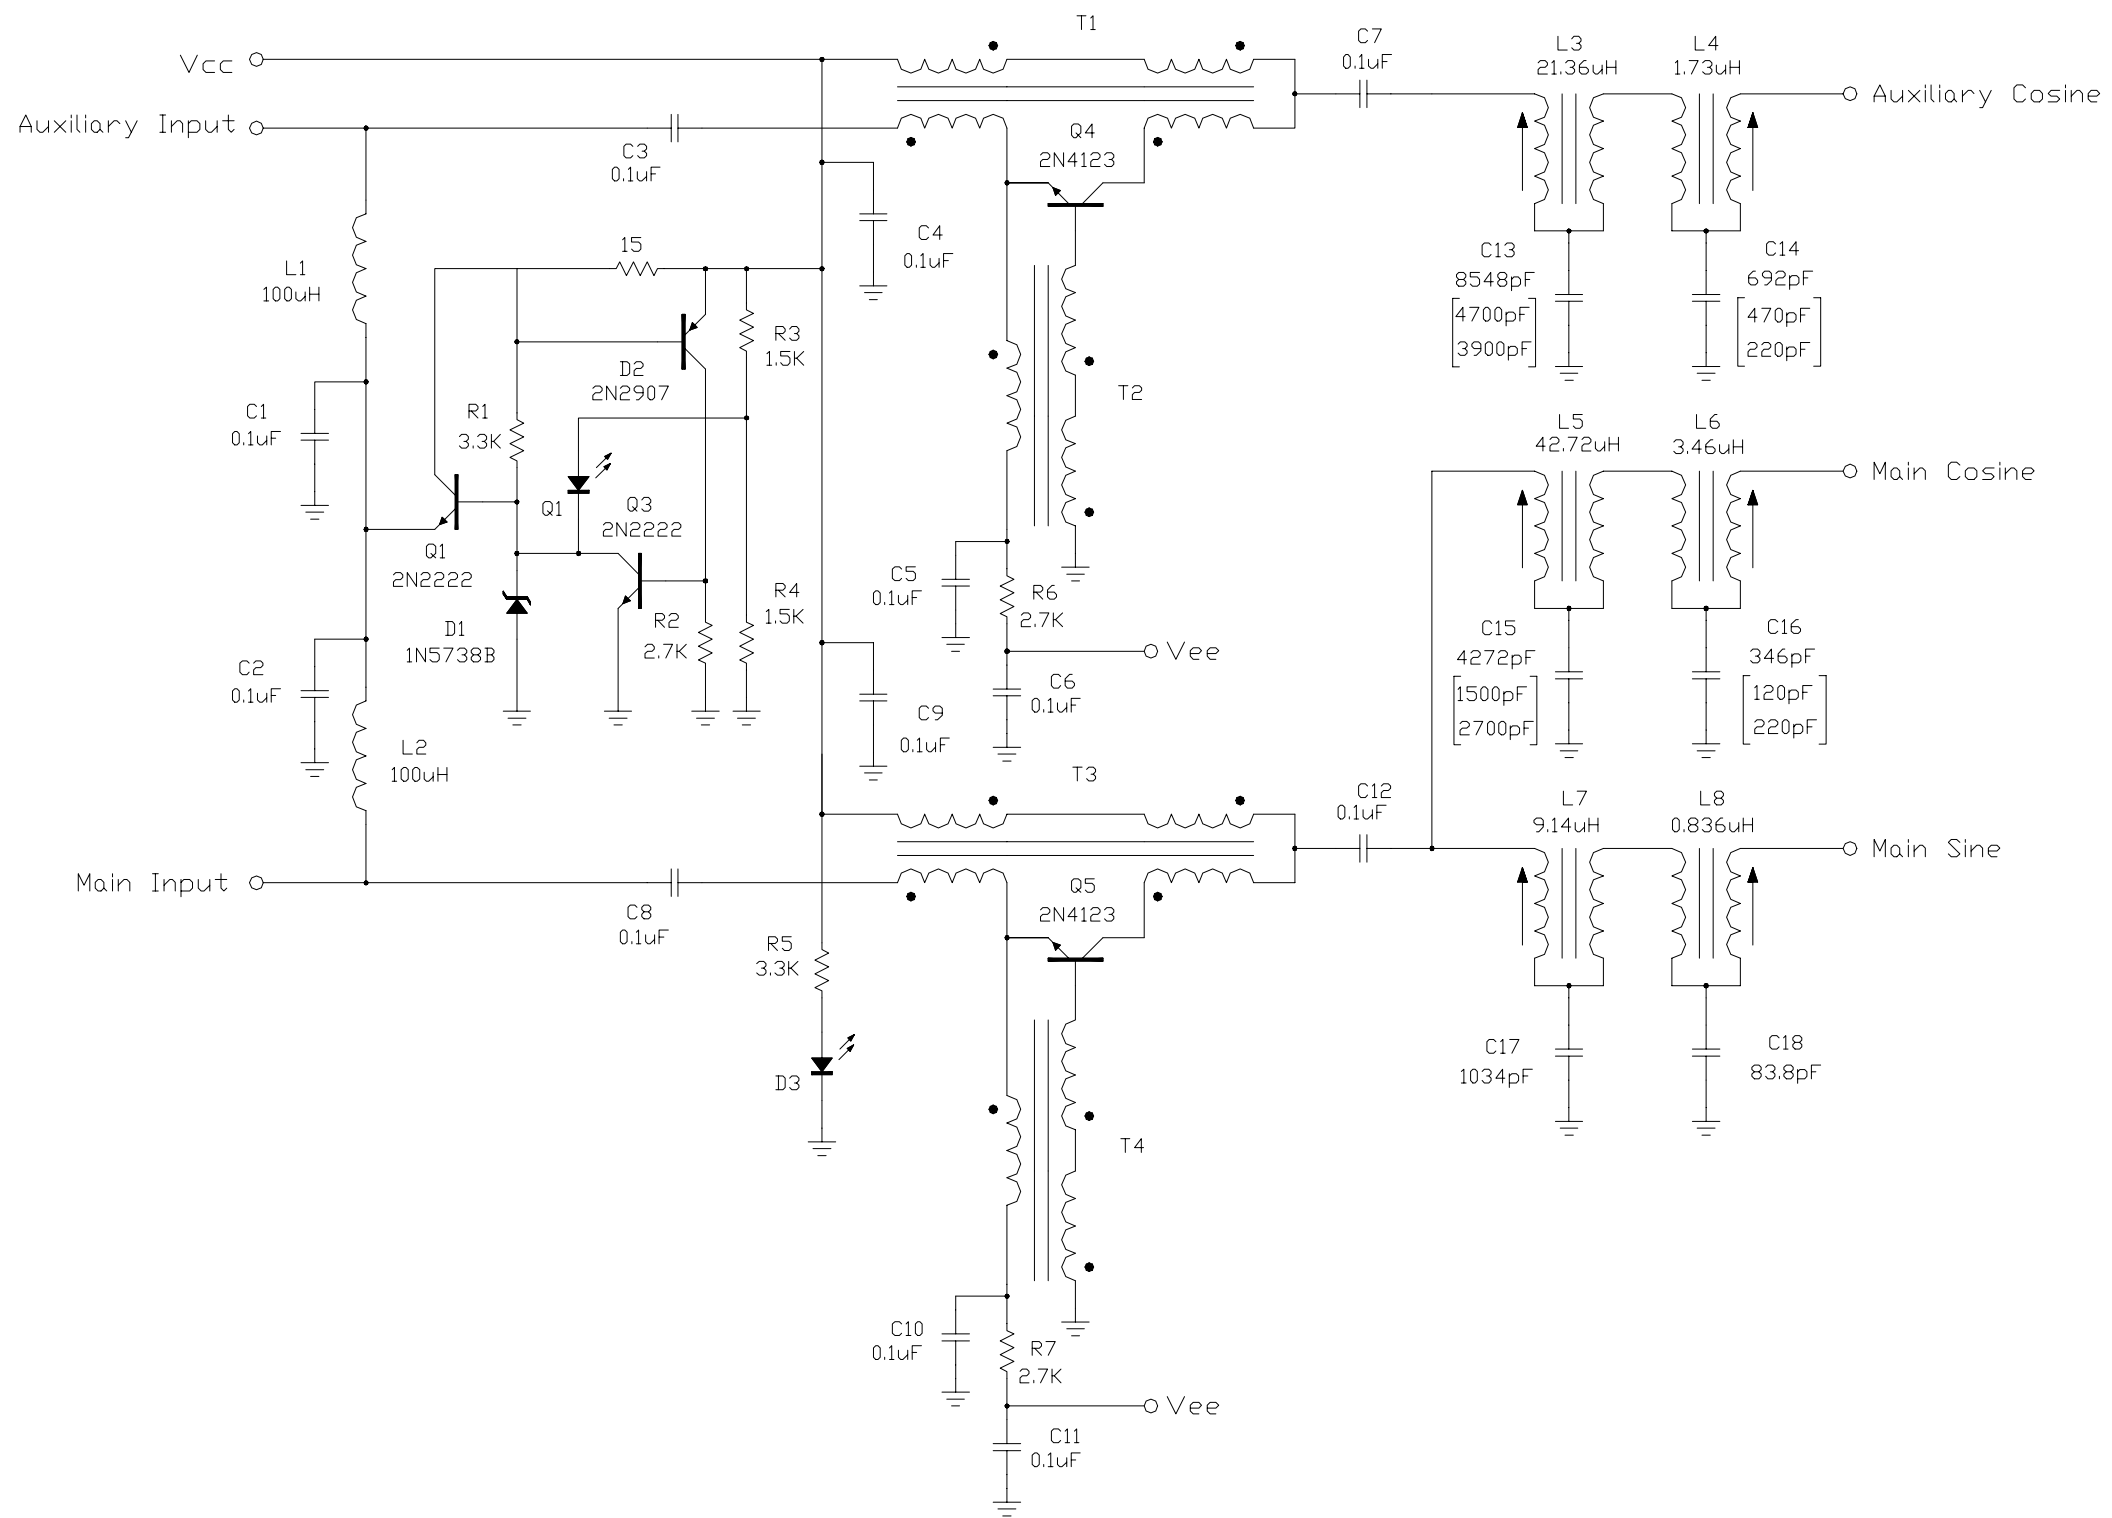 T1
Vcc
C7
0.1uF
L3
21.36uH
L4
1.73uH
Auxiliary Cosine
Auxiliary Input
C3
0.1uF
Q4
2N4123
C4
0.1uF
15
L1
100uH
C13
8548pF
4700pF
3900pF
C14
692pF
470pF
220pF
R3
1.5K
D2
2N2907
T2
C1
0.1uF
R1
3.3K
L5
42.72uH
L6
3.46uH
Main Cosine
Q1
Q3
2N2222
Q1
2N2222
C5
0.1uF
R6
2.7K
R4
1.5K
R2
2.7K
D1
1N5738B
Vee
C2
0.1uF
C6
0.1uF
C9
0.1uF
C15
4272pF
1500pF
2700pF
C16
346pF
120pF
220pF
L2
100uH
T3
C12
0.1uF
L7
9.14uH
L8
0.836uH
Main Sine
Main Input
C8
0.1uF
Q5
2N4123
R5
3.3K
D3
C17
1034pF
C18
83.8pF
T4
C10
0.1uF
R7
2.7K
Vee
C11
0.1uF